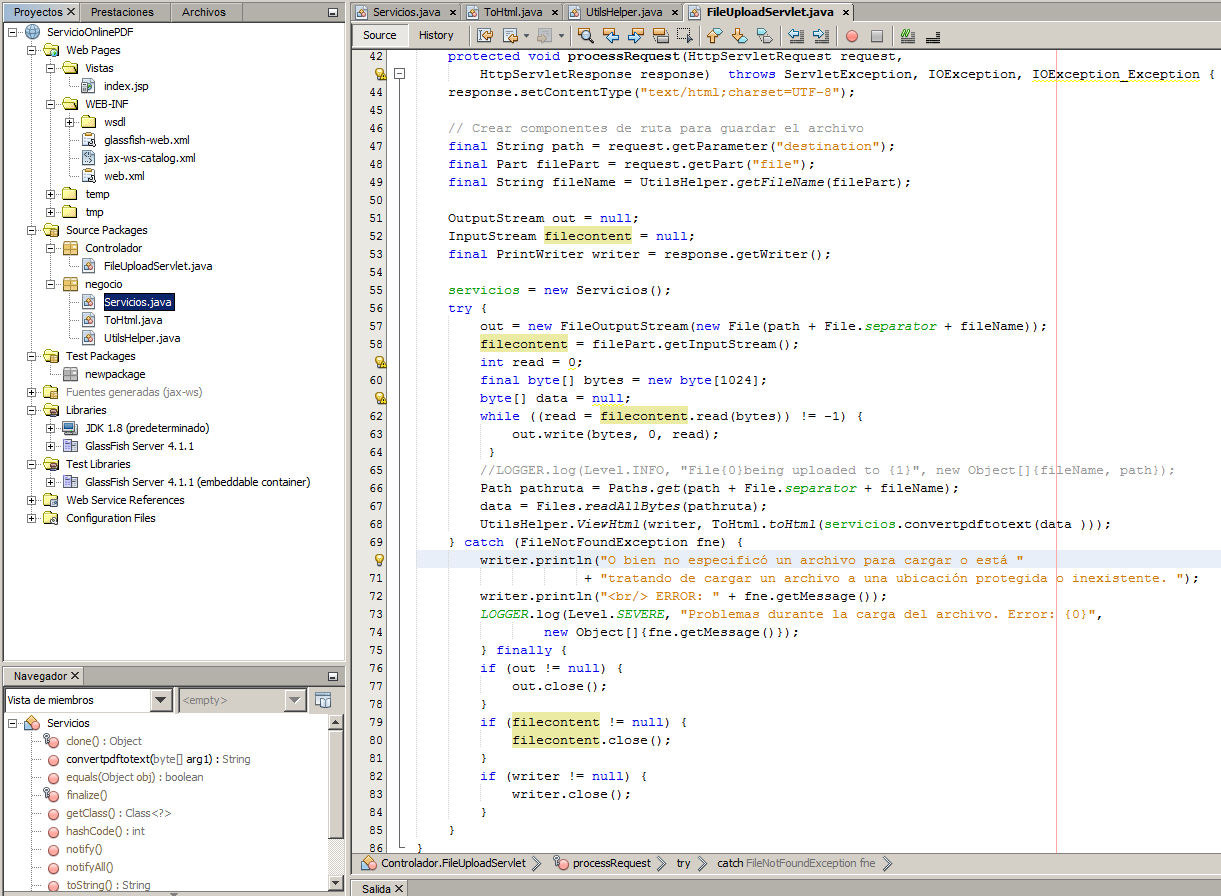 Proyectos
Prestaciones
Archivos
ServicioOnlinePDF
Web Pages
Vistas
index.jsp
WEB-INF
wsdl
glassfish-web.xml
jax-ws-catalog.xml
web.xml
temp
tmp
Source Packages
Controlador
FileUploadServlet.java
negocio
Servicios.java
ToHtml.java
UtilsHelper.java
Test Packages
newpackage
Fuentes generadas (jax-ws)
Libraries
JDK 1.8 (predeterminado)
GlassFish Server 4.1.1
Test Libraries
GlassFish Server 4.1.1 (embeddable container)
Web Service References
Configuration Files
Navegador
Vista de miembros
<empty>
Servicios
clone() : Object
convertpdftotext(byte[] arg1) : String
equals(Object obj) : boolean
finalize()
getClass() : Class<?>
hashCode() : int
notify()
notifyAll()
toString() : String
Servicios.java
ToHtml.java
UtilsHelper.java
FileUploadServlet.java
Source
History
42 protected void processRequest(HttpServletRequest request,
HttpServletResponse response)  throws ServletException, IOException, IOException_Exception {
44 response.setContentType("text/html;charset=UTF-8");
45
46 // Crear componentes de ruta para guardar el archivo
47 final String path = request.getParameter("destination");
48 final Part filePart = request.getPart("file");
49 final String fileName = UtilsHelper.getFileName(filePart);
50
51 OutputStream out = null;
52 InputStream filecontent = null;
53 final PrintWriter writer = response.getWriter();
54
55 servicios = new Servicios();
56 try {
57 out = new FileOutputStream(new File(path + File.separator + fileName));
58 filecontent = filePart.getInputStream();
int read = 0;
60 final byte[] bytes = new byte[1024];
byte[] data = null;
62 while ((read = filecontent.read(bytes)) != -1) {
63 out.write(bytes, 0, read);
64 }
65 //LOGGER.log(Level.INFO, "File{0}being uploaded to {1}", new Object[]{fileName, path});
66 Path pathruta = Paths.get(path + File.separator + fileName);
67 data = Files.readAllBytes(pathruta);
68 UtilsHelper.ViewHtml(writer, ToHtml.toHtml(servicios.convertpdftotext(data )));
69 } catch (FileNotFoundException fne) {
writer.println("O bien no especificó un archivo para cargar o está "
71 + "tratando de cargar un archivo a una ubicación protegida o inexistente. ");
72 writer.println("<br/> ERROR: " + fne.getMessage());
73 LOGGER.log(Level.SEVERE, "Problemas durante la carga del archivo. Error: {0}",
74 new Object[]{fne.getMessage()});
75 } finally {
76 if (out != null) {
77 out.close();
78 }
79 if (filecontent != null) {
80 filecontent.close();
81 }
82 if (writer != null) {
83 writer.close();
84 }
85 }
86 }
Controlador.FileUploadServlet
processRequest
try
catch FileNotFoundException fne
Salida